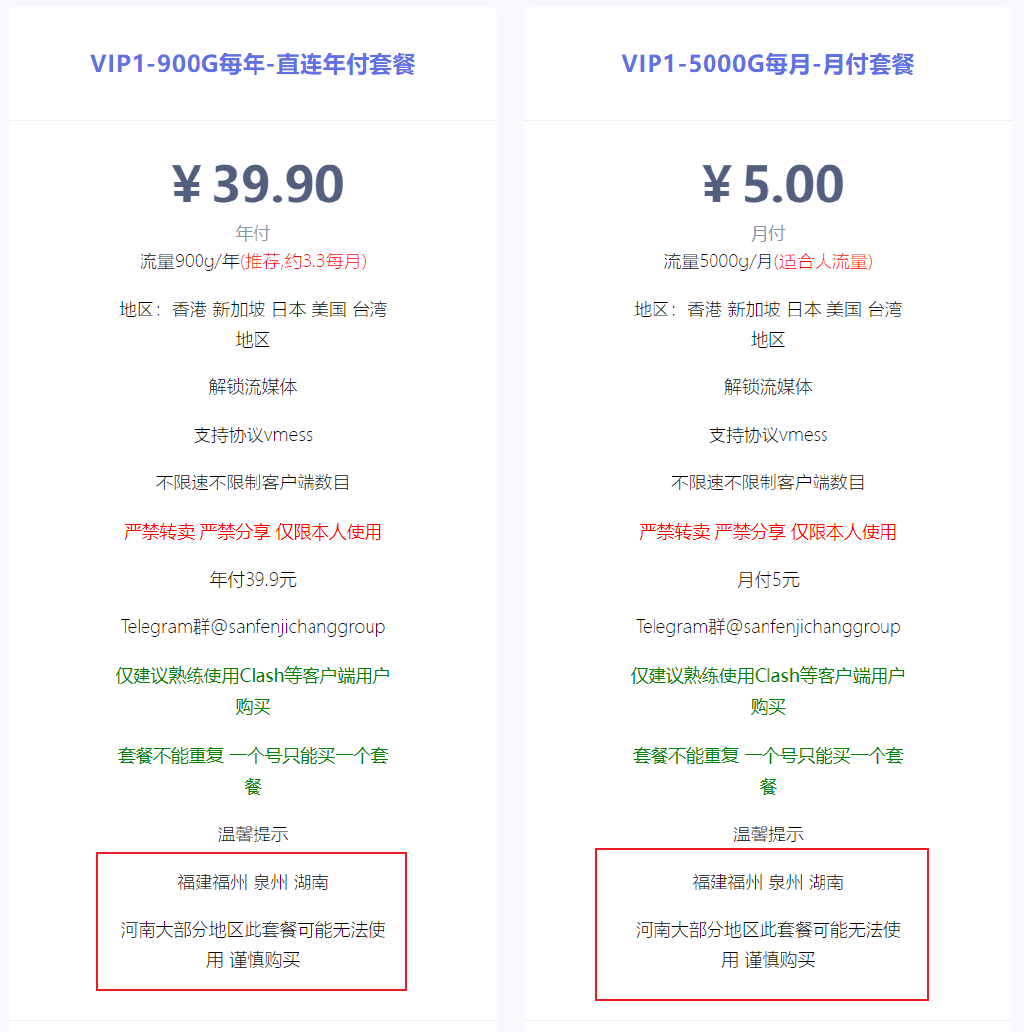 VIP1-900G每年-直连年付套餐
￥39.90
年付
流量900g/年(推荐,约3.3每月)
地区：香港 新加坡 日本 美国 台湾
地区
解锁流媒体
支持协议vmess
不限速不限制客户端数目
严禁转卖 严禁分享 仅限本人使用
年付39.9元
Telegram群@sanfenjichanggroup
仅建议熟练使用Clash等客户端用户
购买
套餐不能重复 一个号只能买一个套
餐
温馨提示
福建福州 泉州 湖南
河南大部分地区此套餐可能无法使
用 谨慎购买
VIP1-5000G每月-月付套餐
￥5.00
月付
流量5000g/月(适合人流量)
地区：香港 新加坡 日本 美国 台湾
地区
解锁流媒体
支持协议vmess
不限速不限制客户端数目
严禁转卖 严禁分享 仅限本人使用
月付5元
Telegram群@sanfenjichanggroup
仅建议熟练使用Clash等客户端用户
购买
套餐不能重复 一个号只能买一个套
餐
温馨提示
福建福州 泉州 湖南
河南大部分地区此套餐可能无法使
用 谨慎购买